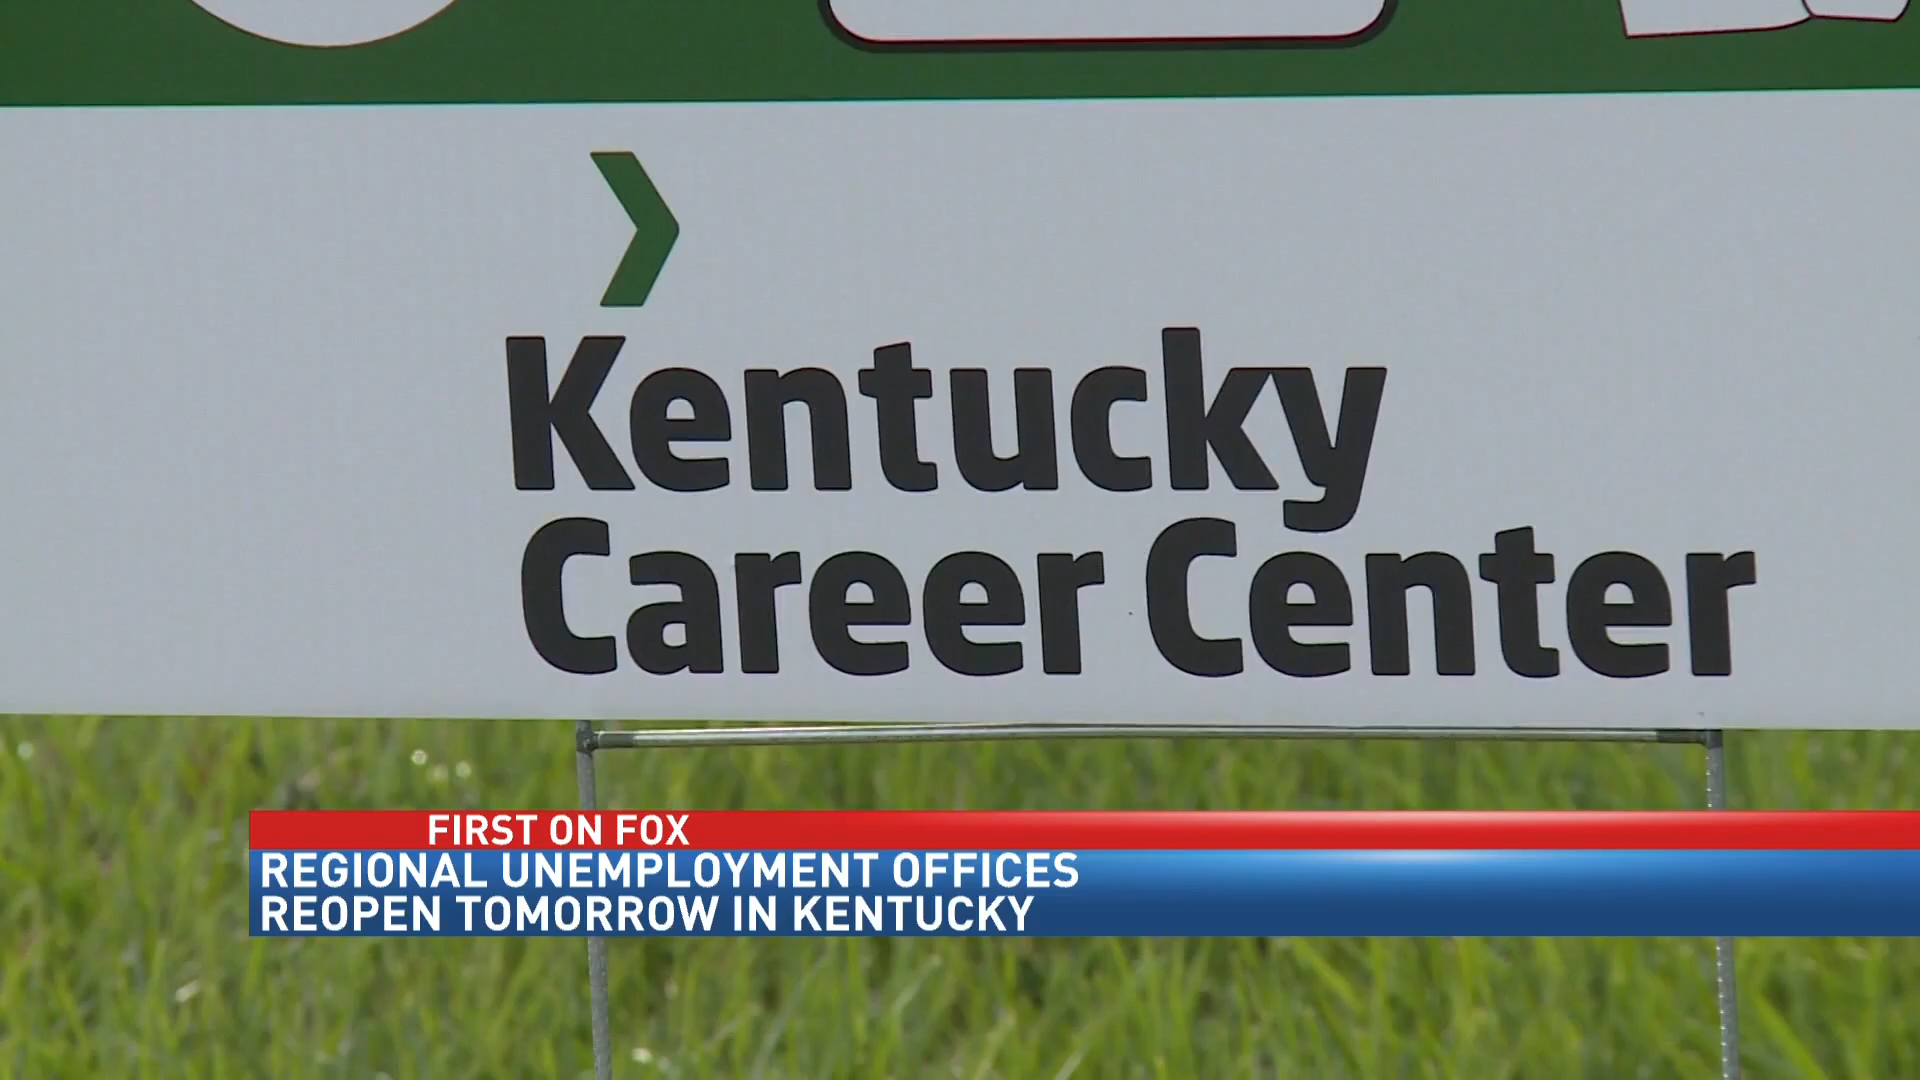 Kentucky
Career Center
FIRST ON FOX
REGIONAL UNEMPLOYMENT OFFICES
REOPEN TOMORROW IN KENTUCKY